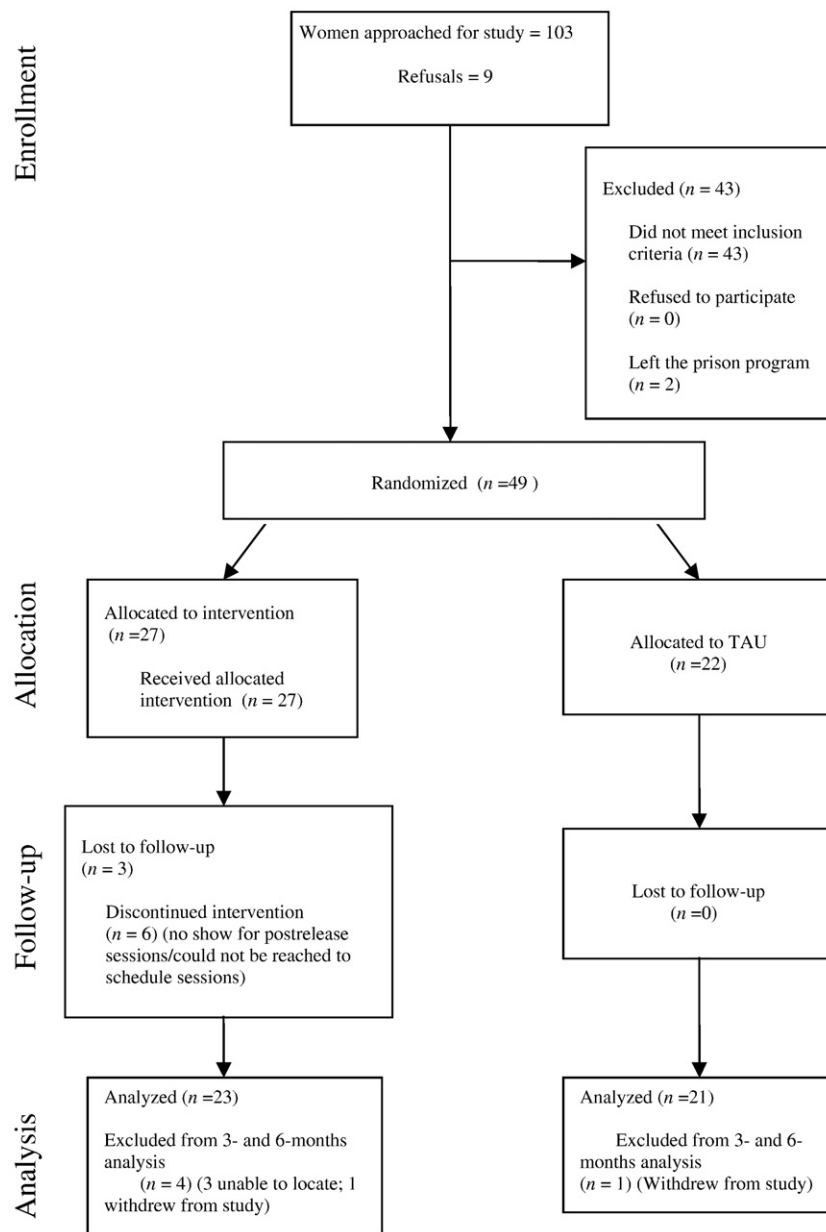 Enrollment
Women approached for study = 103
Refusals = 9
Excluded (n = 43)
Did not meet inclusion
criteria (n = 43)
Refused to participate
(n = 0)
Left the prison program
(n = 2)
Randomized (n =49 )
Allocation
Allocated to intervention
(n =27)
Received allocated
intervention (n = 27)
Allocated to TAU
(n =22)
Follow-up
Lost to follow-up
(n = 3)
Discontinued intervention
(n = 6) (no show for postrelease
sessions/could not be reached to
schedule sessions)
Lost to follow-up
(n =0)
Analysis
Analyzed (n =23)
Excluded from 3- and 6-months
analysis
(n = 4) (3 unable to locate; 1
withdrew from study)
Analyzed (n =21)
Excluded from 3- and 6-
months analysis
(n = 1) (Withdrew from study)